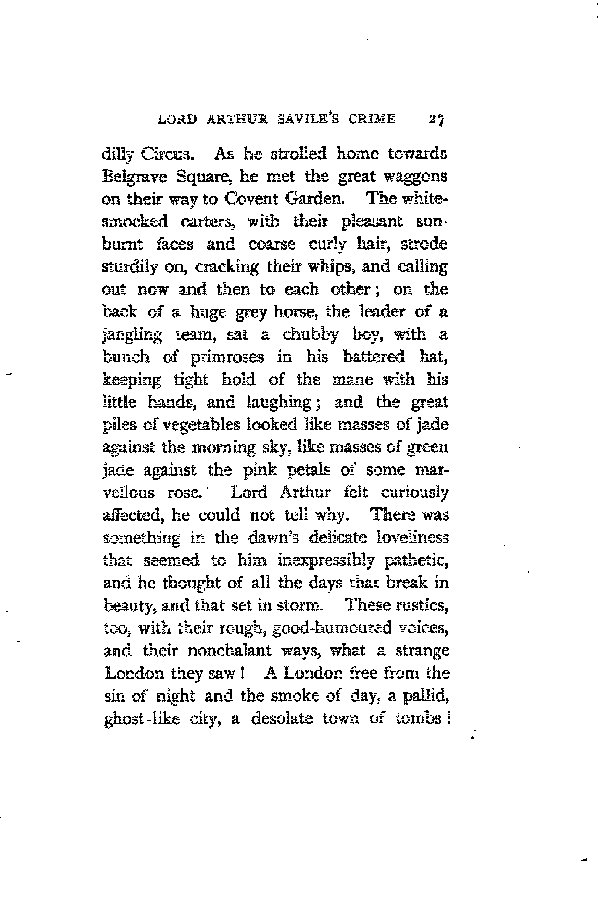 LORD ARTHUR SAVILE'S CRIME 27
dilly Circus. As he strolled home towards
Belgrave Square, he met the great waggons
on their way to Covent Garden. The white-
smocked carters, with their pleasant sun-
burnt faces and coarse curly hair, strode
sturdily on, cracking their whips, and calling
out now and then to each other; on the
back of a huge grey horse, the leader of a
jangling team, sat a chubby boy, with a
bunch of primroses in his battered hat,
keeping tight hold of the mane with his
little hands, and laughing; and the great
piles of vegetables looked like masses of jade
against the morning sky, like masses of green
jade against the pink petals of some mar-
vellous rose. Lord Arthur felt curiously
affected, he could not tell why. There was
something in the dawn's delicate loveliness
that seemed to him inexpressibly pathetic,
and he thought of all the days that break in
beauty, and that set in storm. These rustics,
too, with their rough, good-humoured voices,
and their nonchalant ways, what a strange
London they saw! A London free from the
sin of night and the smoke of day, a pallid,
ghost-like city, a desolate town of tombs!